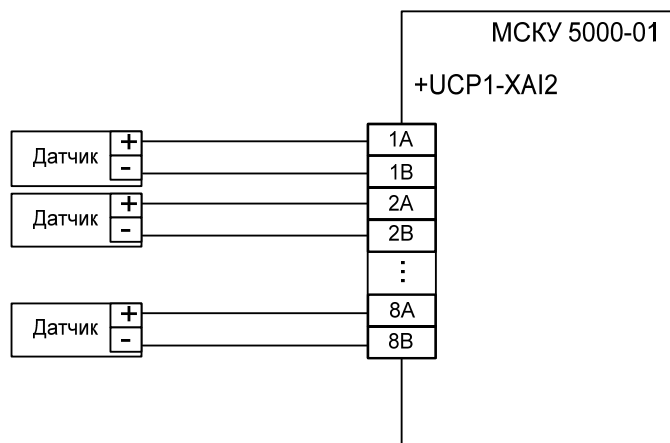 МСКУ 5000-01
+UCP1-XAI2
Датчик + 1A
- 1B
Датчик + 2A
- 2B
⋮
Датчик + 8A
- 8B